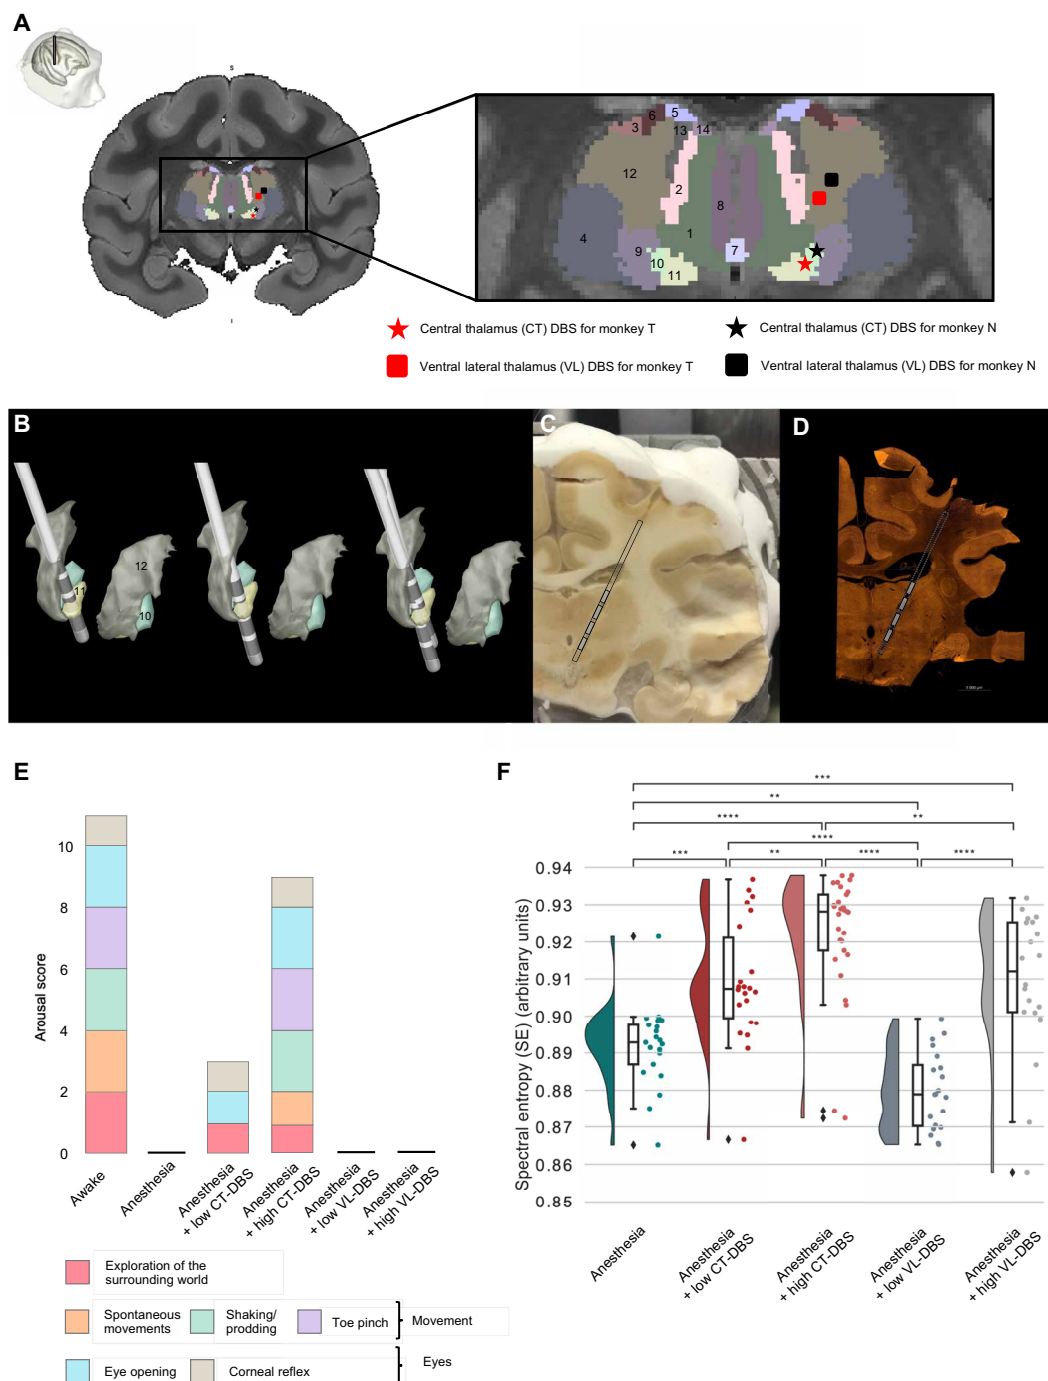 A
S
I
6
5
3
13
14
12
2
8
4
1
9
7
10
11
Central thalamus (CT) DBS for monkey T
Central thalamus (CT) DBS for monkey N
Ventral lateral thalamus (VL) DBS for monkey T
Ventral lateral thalamus (VL) DBS for monkey N
B
C
D
12
11
10
E
Arousal score
10
8
6
4
2
0
Awake
Anesthesia
Anesthesia
+ low CT-DBS
Anesthesia
+ high CT-DBS
Anesthesia
+ low VL-DBS
Anesthesia
+ high VL-DBS
Exploration of the
surrounding world
Spontaneous
movements
Shaking/
prodding
Toe pinch
Movement
Eye opening
Corneal reflex
Eyes
F
***
**
****
**
****
***
**
****
****
Spectral entropy (SE) (arbitrary units)
0.94
0.93
0.92
0.91
0.90
0.89
0.88
0.87
0.86
0.85
Anesthesia
Anesthesia
+ low CT-DBS
Anesthesia
+ high CT-DBS
Anesthesia
+ low VL-DBS
Anesthesia
+ high VL-DBS